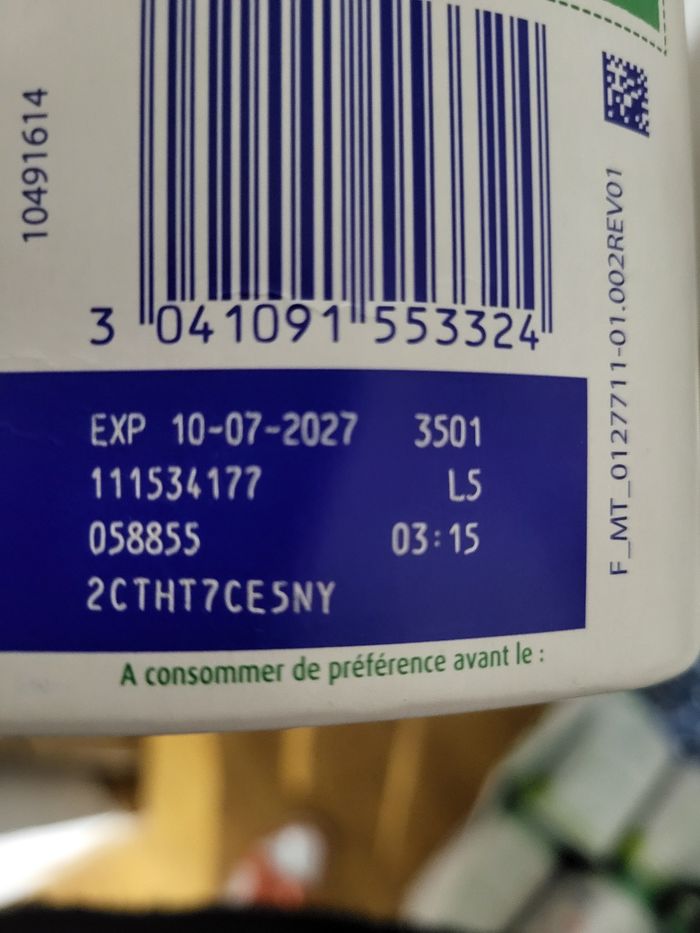 10491614
3 041091 553324
F_MT_0127711-01.002REV01
EXP 10-07-2027 3501
111534177 L5
058855 03:15
2CTHT7CE5NY
A consommer de préférence avant le :